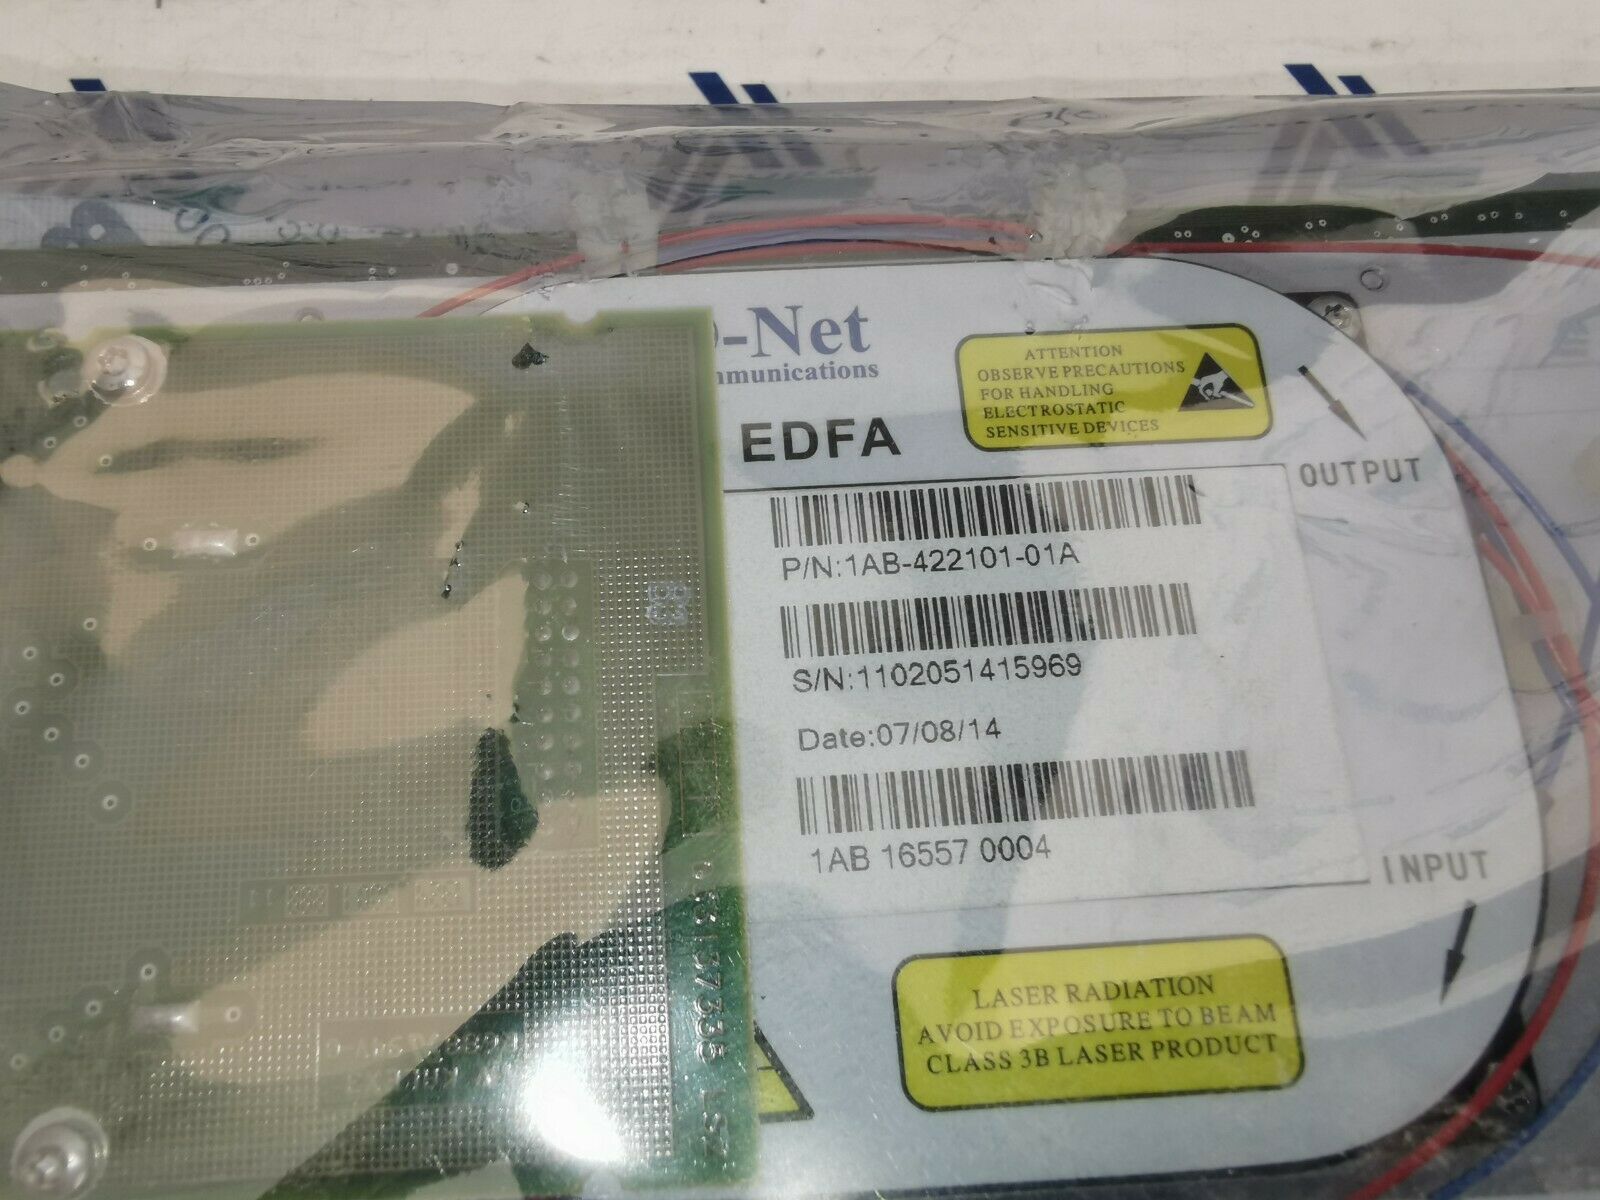 -Net
mmunications
EDFA
ATTENTION
OBSERVE PRECAUTIONS
FOR HANDLING
ELECTROSTATIC
SENSITIVE DEVICES
OUTPUT
P/N:1AB-422101-01A
S/N:1102051415969
Date:07/08/14
1AB 16557 0004
INPUT
LASER RADIATION
AVOID EXPOSURE TO BEAM
CLASS 3B LASER PRODUCT